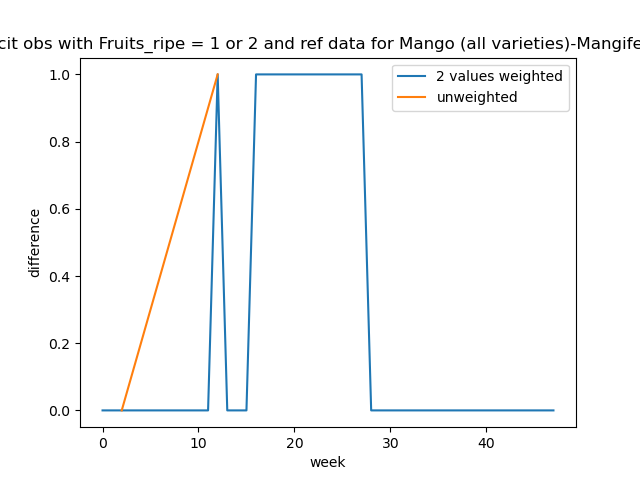 cit obs with Fruits_ripe = 1 or 2 and ref data for Mango (all varieties)-Mangife
2 values weighted
unweighted
1.0
0.8
0.6
0.4
0.2
0.0
difference
0 10 20 30 40
week